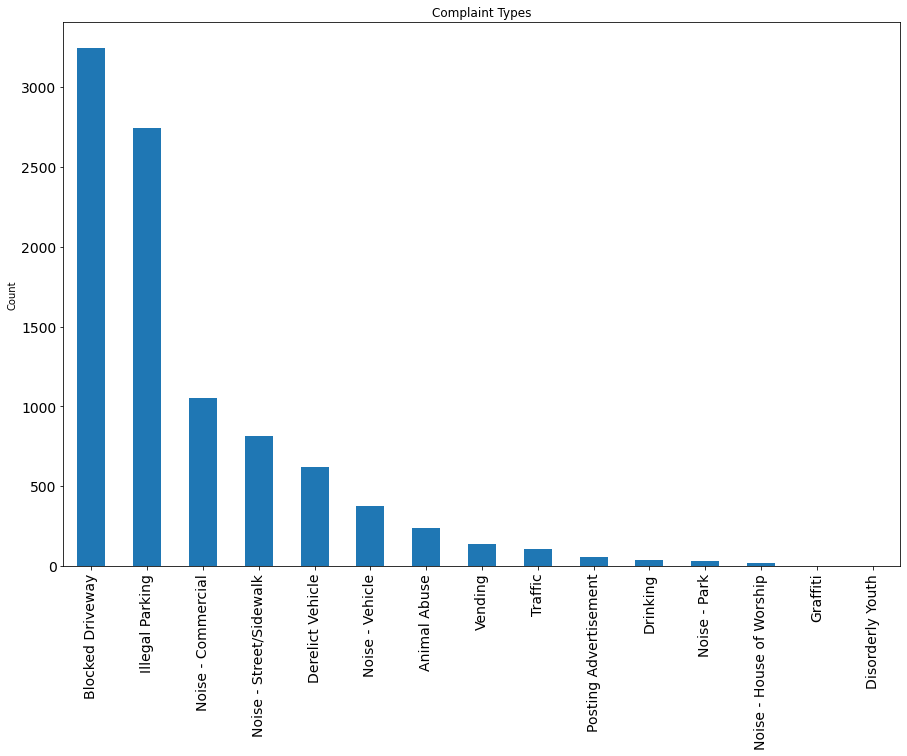 Complaint Types
3000
2500
2000
1500
1000
500
0
Count
Blocked Driveway
Illegal Parking
Noise - Commercial
Noise - Street/Sidewalk
Derelict Vehicle
Noise - Vehicle
Animal Abuse
Vending
Traffic
Posting Advertisement
Drinking
Noise - Park
Noise - House of Worship
Graffiti
Disorderly Youth